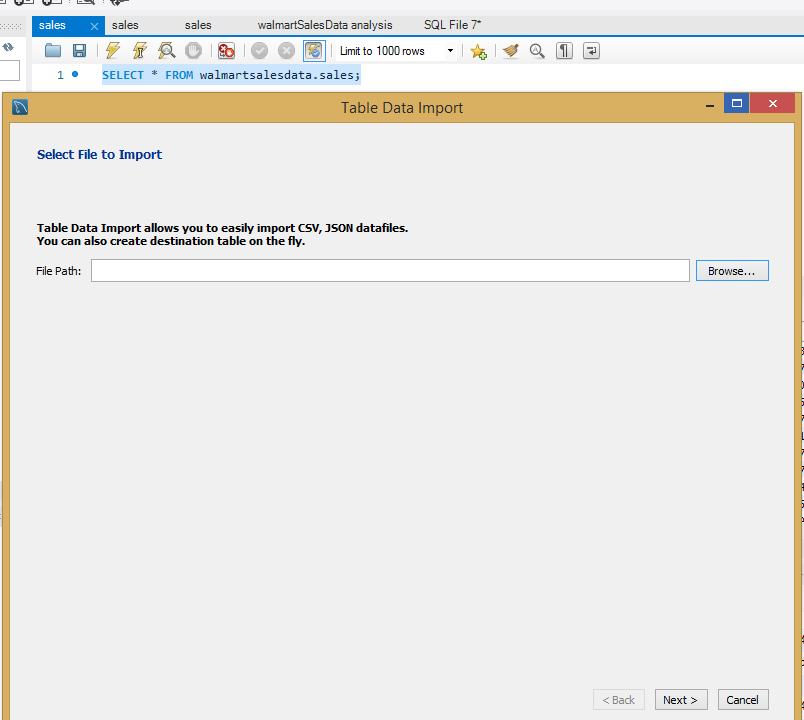 sales sales sales walmartSalesData analysis SQL File 7*
Limit to 1000 rows
1 SELECT * FROM walmartsalesdata.sales;
Table Data Import
Select File to Import
Table Data Import allows you to easily import CSV, JSON datafiles.
You can also create destination table on the fly.
File Path: Browse...
< Back Next > Cancel